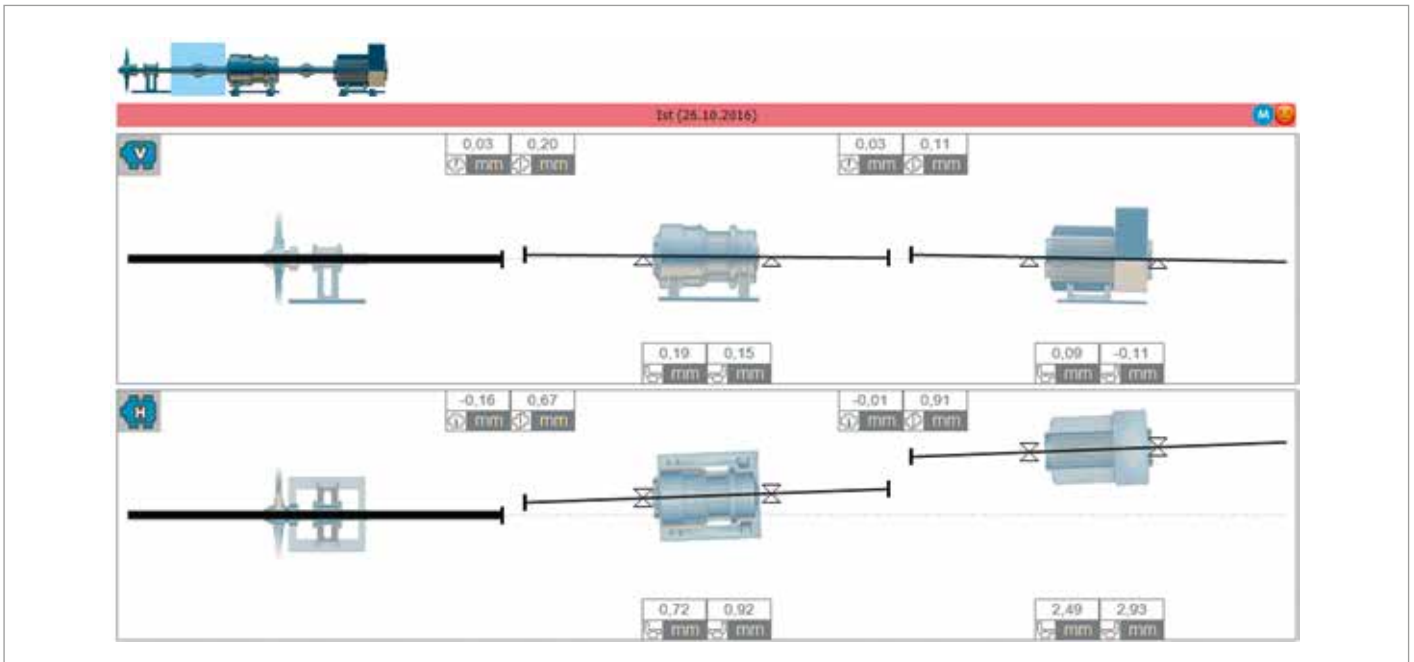 Ist (26.10.2016) M
V
0,03 0,20 0,03 0,11
mm mm mm mm
0,19 0,15 0,09 -0,11
mm mm mm mm
H
-0,16 0,67 -0,01 0,91
mm mm mm mm
0,72 0,92 2,49 2,93
mm mm mm mm